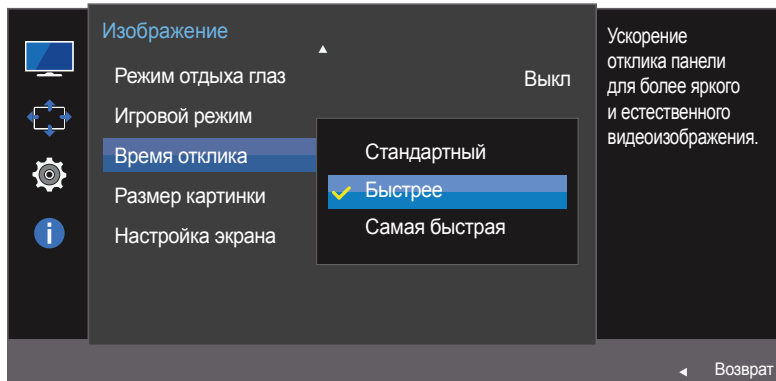 Изображение
Режим отдыха глаз Выкл
Игровой режим
Время отклика
Размер картинки
Настройка экрана
Стандартный
Быстрее
Самая быстрая
Ускорение
отклика панели
для более яркого
и естественного
видеоизображения.
Возврат